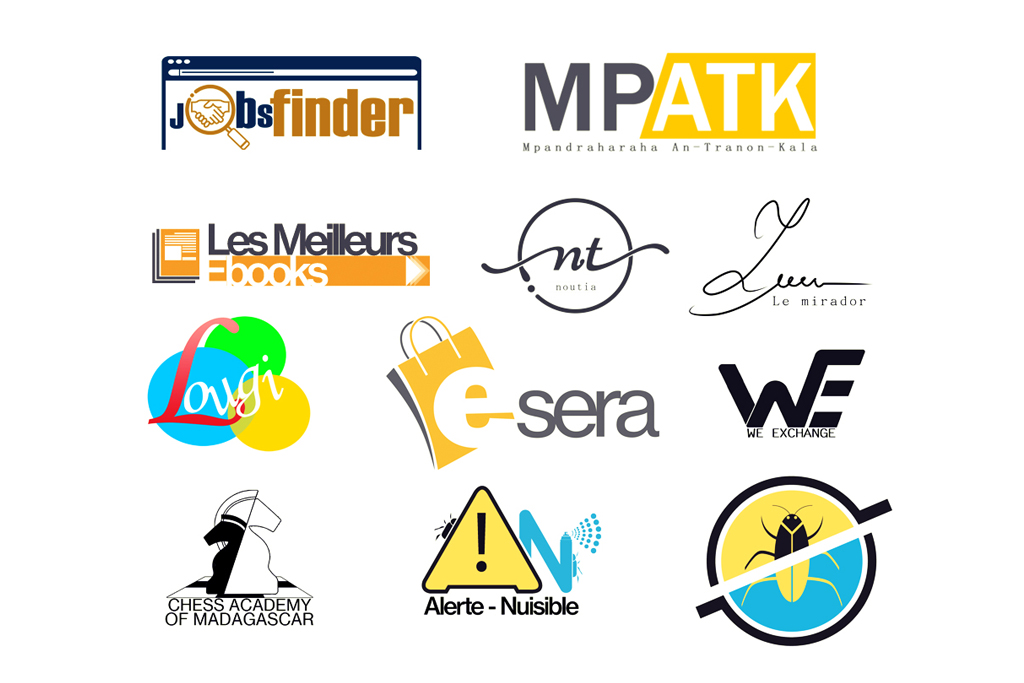 JObsfinder
MPATK
Mpandraharaha An-Tranon-Kala
Les Meilleurs
Ebooks
nt
noutia
Le mirador
Lougi
e-sera
WE
WE EXCHANGE
CHESS ACADEMY
OF MADAGASCAR
! N
Alerte - Nuisible